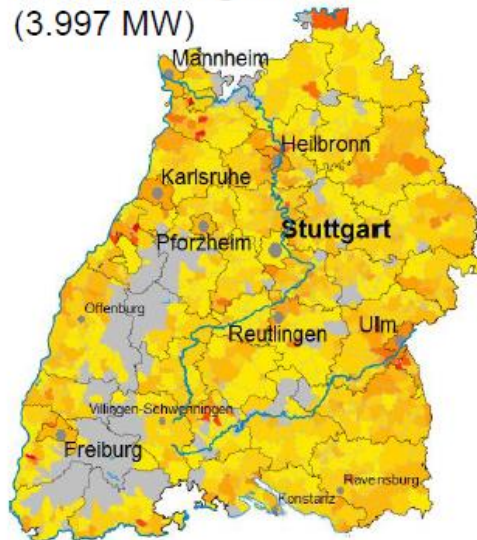 (3.997 MW)
Mannheim
Heilbronn
Karlsruhe
Stuttgart
Pforzheim
Offenburg
Reutlingen
Ulm
Villingen-Schwenningen
Freiburg
Ravensburg
Konstanz